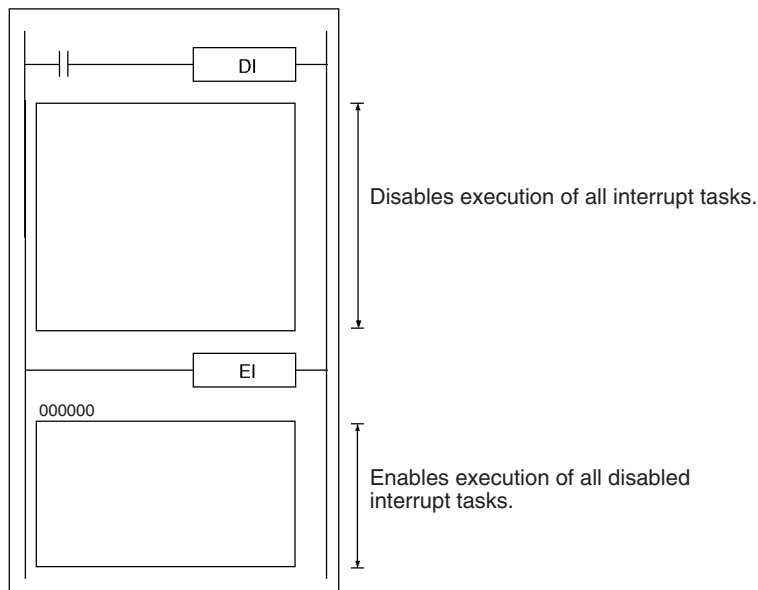 DI
Disables execution of all interrupt tasks.
EI
000000
Enables execution of all disabled
interrupt tasks.